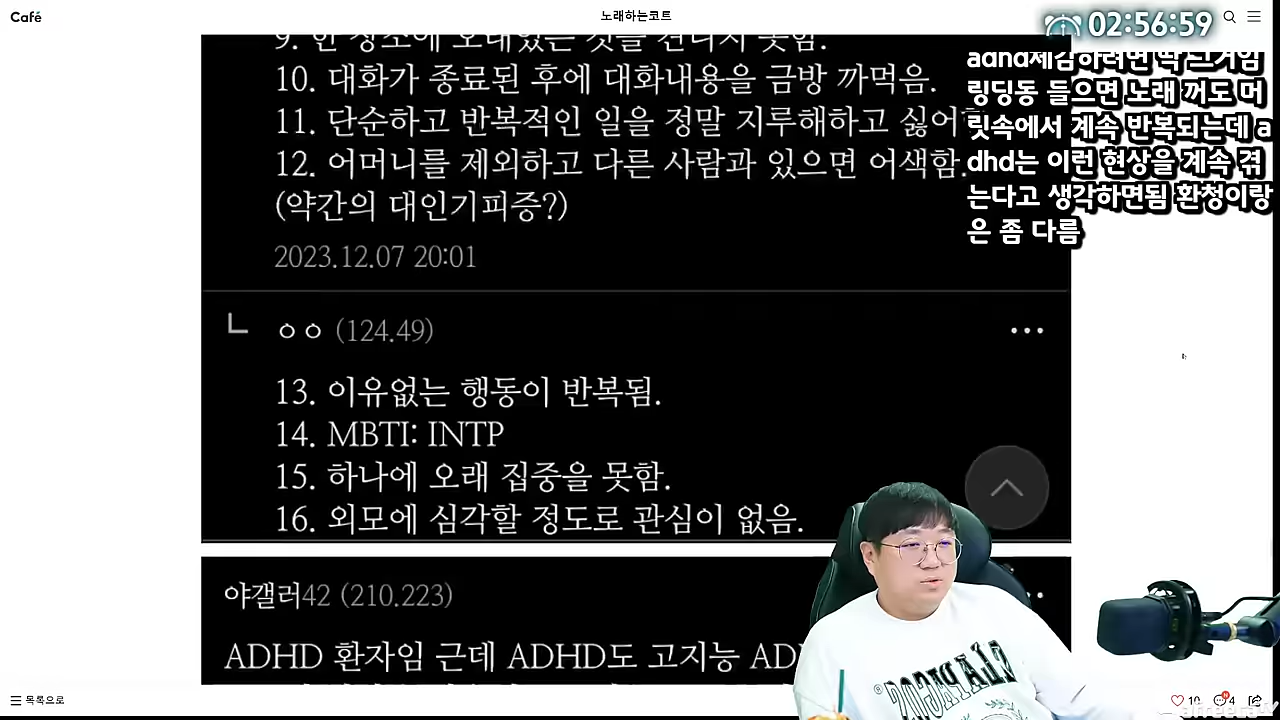 Café
노래하는코트
02:56:59
10. 대화가 종료된 후에 대화내용을 금방 까먹음.
11. 단순하고 반복적인 일을 정말 지루해하고 싫어
12. 어머니를 제외하고 다른 사람과 있으면 어색함.
(약간의 대인기피증?)
2023.12.07 20:01
링딩동 들으면 노래 꺼도 머
릿속에서 계속 반복되는데 a
dhd는 이런 현상을 계속 겪
는다고 생각하면됨 환청이랑
은 좀 다름
ㅇㅇ (124.49)
13. 이유없는 행동이 반복됨.
14. MBTI: INTP
15. 하나에 오래 집중을 못함.
16. 외모에 심각할 정도로 관심이 없음.
야갤러42 (210.223)
ADHD 환자임 근데 ADHD도 고지능
목록으로
10
4